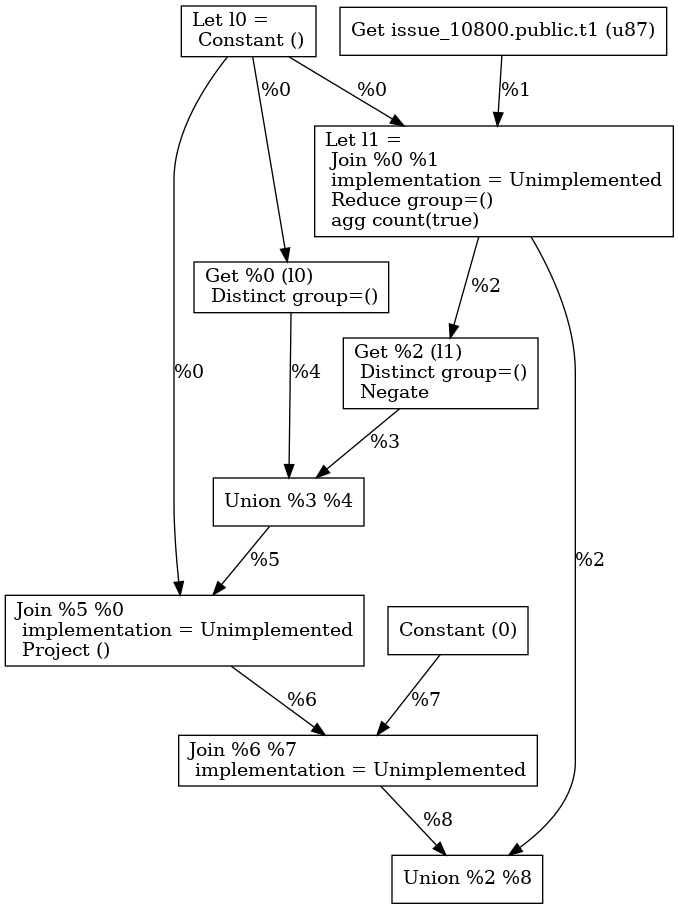 Let l0 =
Constant ()
Get issue_10800.public.t1 (u87)
%0
%0
%1
Let l1 =
Join %0 %1
implementation = Unimplemented
Reduce group=()
agg count(true)
Get %0 (l0)
Distinct group=()
%2
Get %2 (l1)
Distinct group=()
Negate
%0
%4
%3
Union %3 %4
%5
%2
Join %5 %0
implementation = Unimplemented
Project ()
Constant (0)
%6
%7
Join %6 %7
implementation = Unimplemented
%8
Union %2 %8